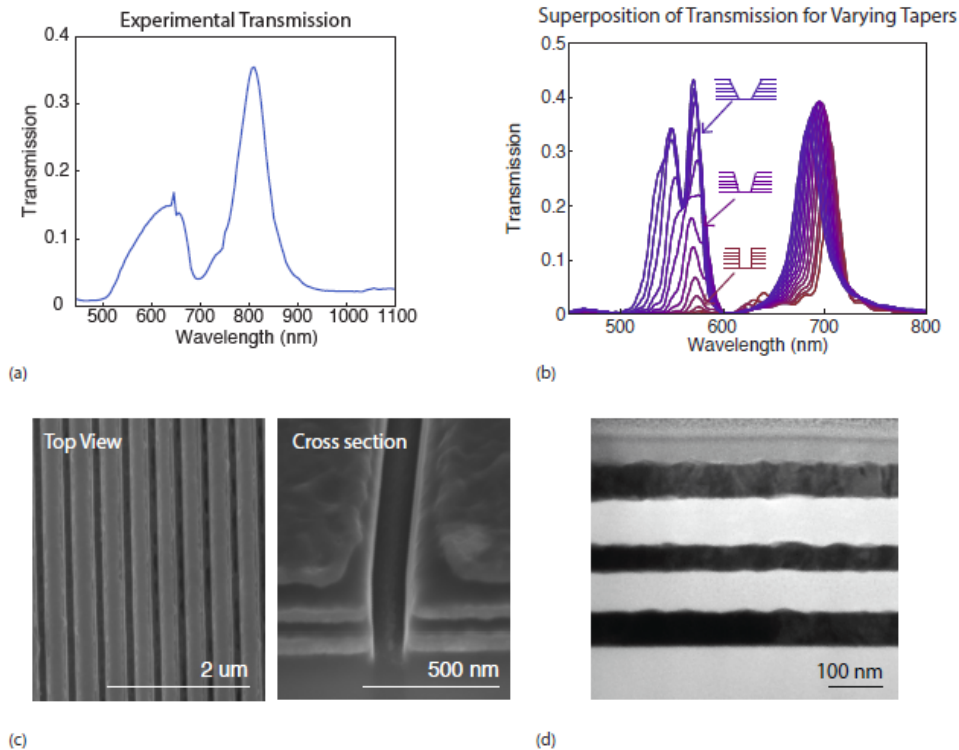 Experimental Transmission
0.4
0.3
0.2
0.1
0
Transmission
500 600 700 800 900 1000 1100
Wavelength (nm)
(a)
Superposition of Transmission for Varying Tapers
0.5
0.4
0.3
0.2
0.1
0
Transmission
500 600 700 800
Wavelength (nm)
(b)
Top View
2 um
Cross section
500 nm
(c)
100 nm
(d)